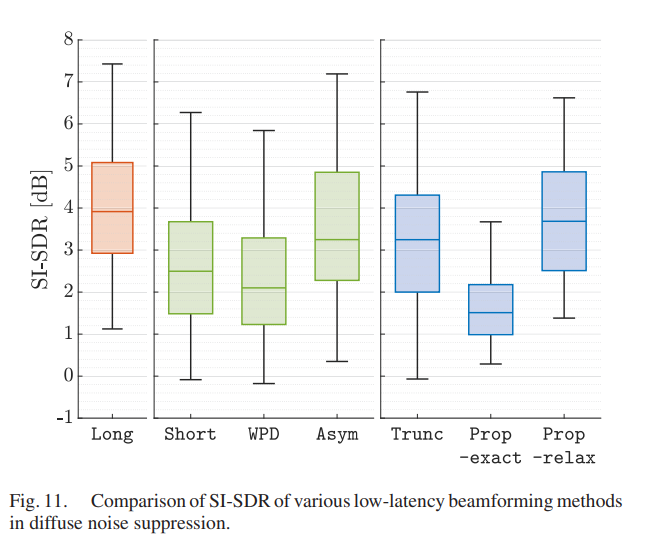 8
7
6
5
4
3
2
1
0
-1
SI-SDR [dB]
Long
Short
WPD
Asym
Trunc
Prop
-exact
Prop
-relax
Fig. 11. Comparison of SI-SDR of various low-latency beamforming methods
in diffuse noise suppression.